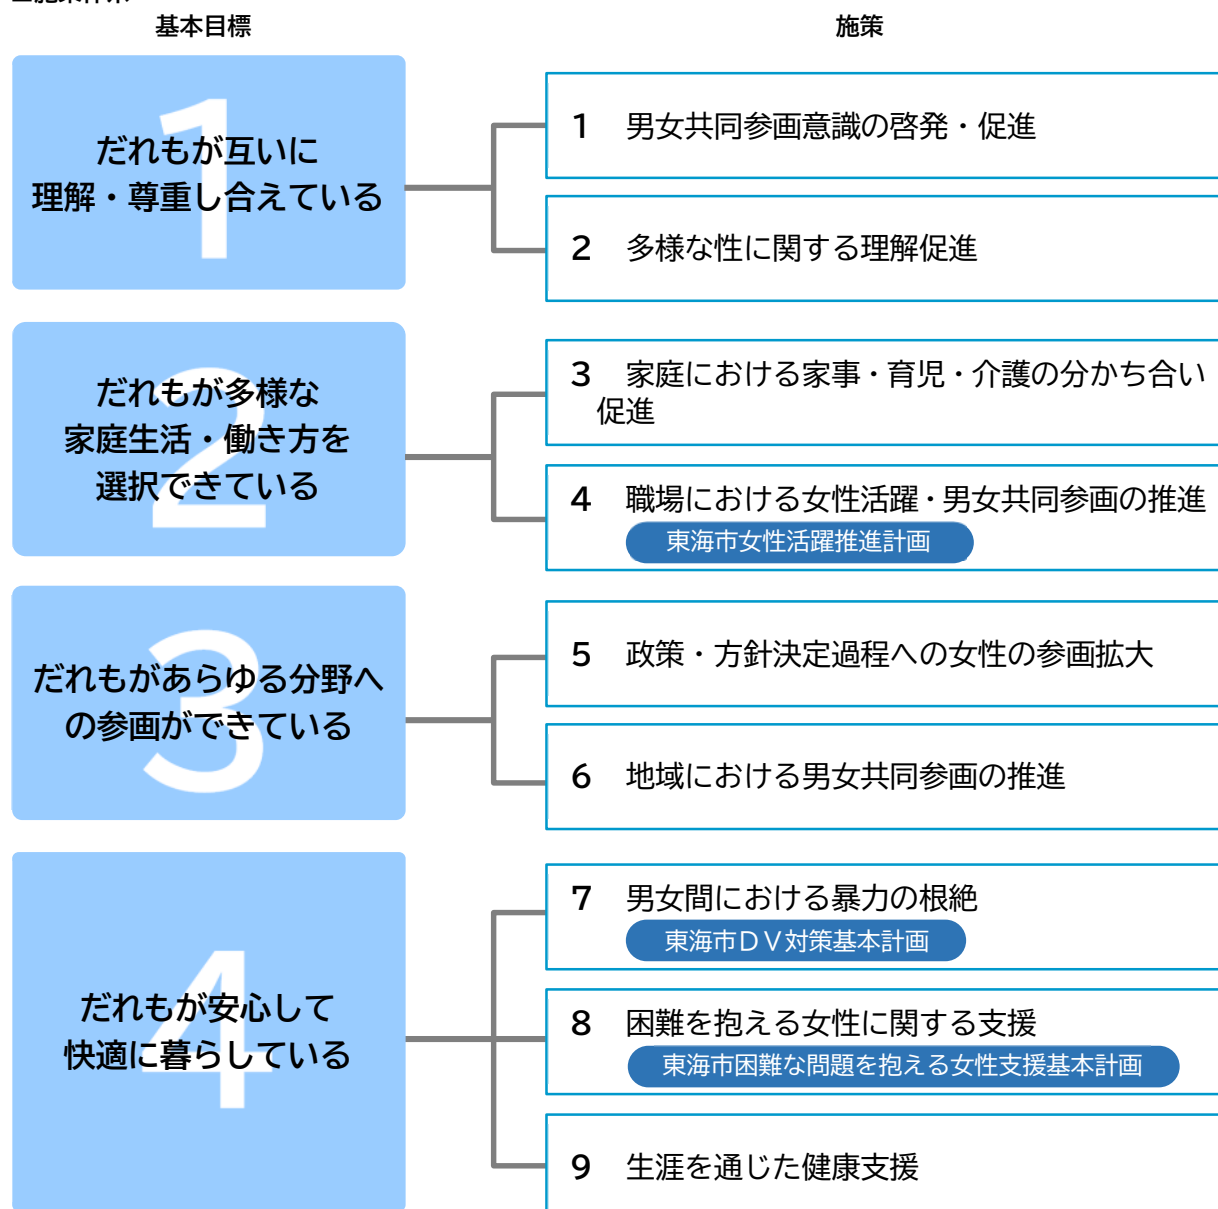 基本目標
施策
1
だれもが互いに
理解・尊重し合えている
1 男女共同参画意識の啓発・促進
2 多様な性に関する理解促進
2
だれもが多様な
家庭生活・働き方を
選択できている
3 家庭における家事・育児・介護の分かち合い
促進
4 職場における女性活躍・男女共同参画の推進
東海市女性活躍推進計画
3
だれもがあらゆる分野へ
の参画ができている
5 政策・方針決定過程への女性の参画拡大
6 地域における男女共同参画の推進
4
だれもが安心して
快適に暮らしている
7 男女間における暴力の根絶
東海市DV対策基本計画
8 困難を抱える女性に関する支援
東海市困難な問題を抱える女性支援基本計画
9 生涯を通じた健康支援